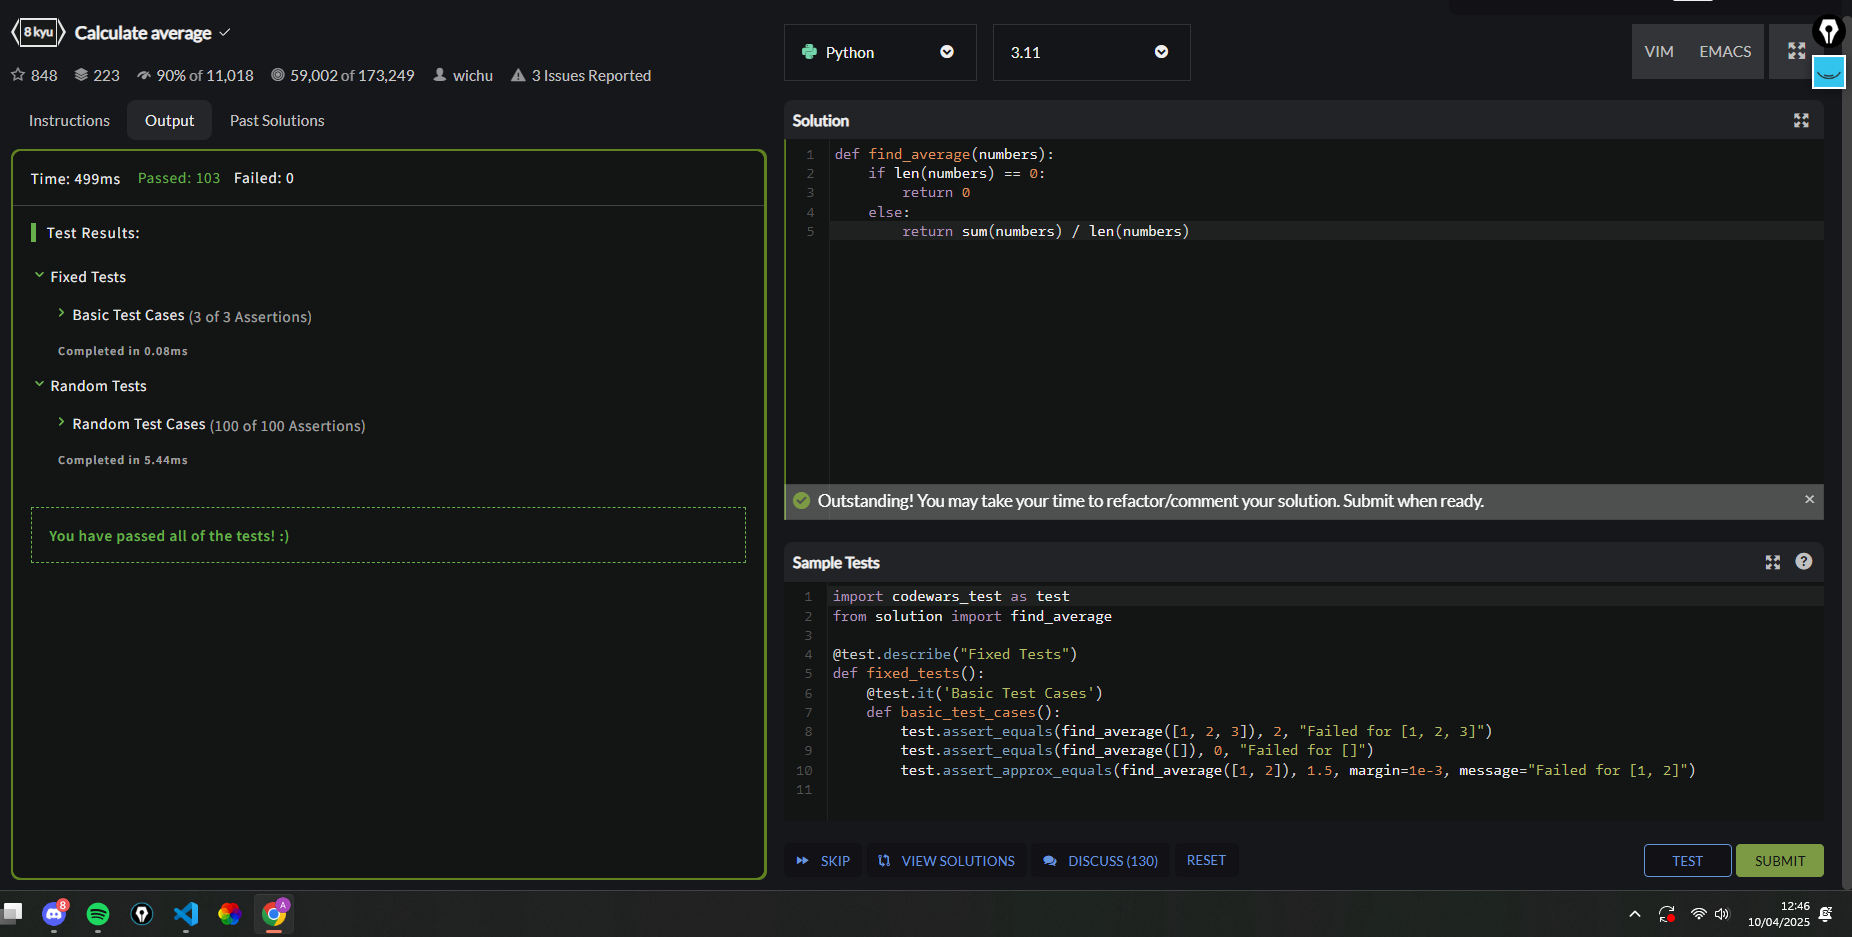 8 kyu Calculate average
848 223 90% of 11,018 59,002 of 173,249 wichu 3 Issues Reported
Instructions Output Past Solutions
Time: 499ms Passed: 103 Failed: 0
Test Results:
Fixed Tests
Basic Test Cases (3 of 3 Assertions)
Completed in 0.08ms
Random Tests
Random Test Cases (100 of 100 Assertions)
Completed in 5.44ms
You have passed all of the tests! :)
Python 3.11 VIM EMACS
Solution
1 def find_average(numbers):
2     if len(numbers) == 0:
3         return 0
4     else:
5         return sum(numbers) / len(numbers)
Outstanding! You may take your time to refactor/comment your solution. Submit when ready. ×
Sample Tests ?
1 import codewars_test as test
2 from solution import find_average
3
4 @test.describe("Fixed Tests")
5 def fixed_tests():
6     @test.it('Basic Test Cases')
7     def basic_test_cases():
8         test.assert_equals(find_average([1, 2, 3]), 2, "Failed for [1, 2, 3]")
9         test.assert_equals(find_average([]), 0, "Failed for []")
10         test.assert_approx_equals(find_average([1, 2]), 1.5, margin=1e-3, message="Failed for [1, 2]")
11
SKIP VIEW SOLUTIONS DISCUSS (130) RESET TEST SUBMIT
8 A 12:46
10/04/2025